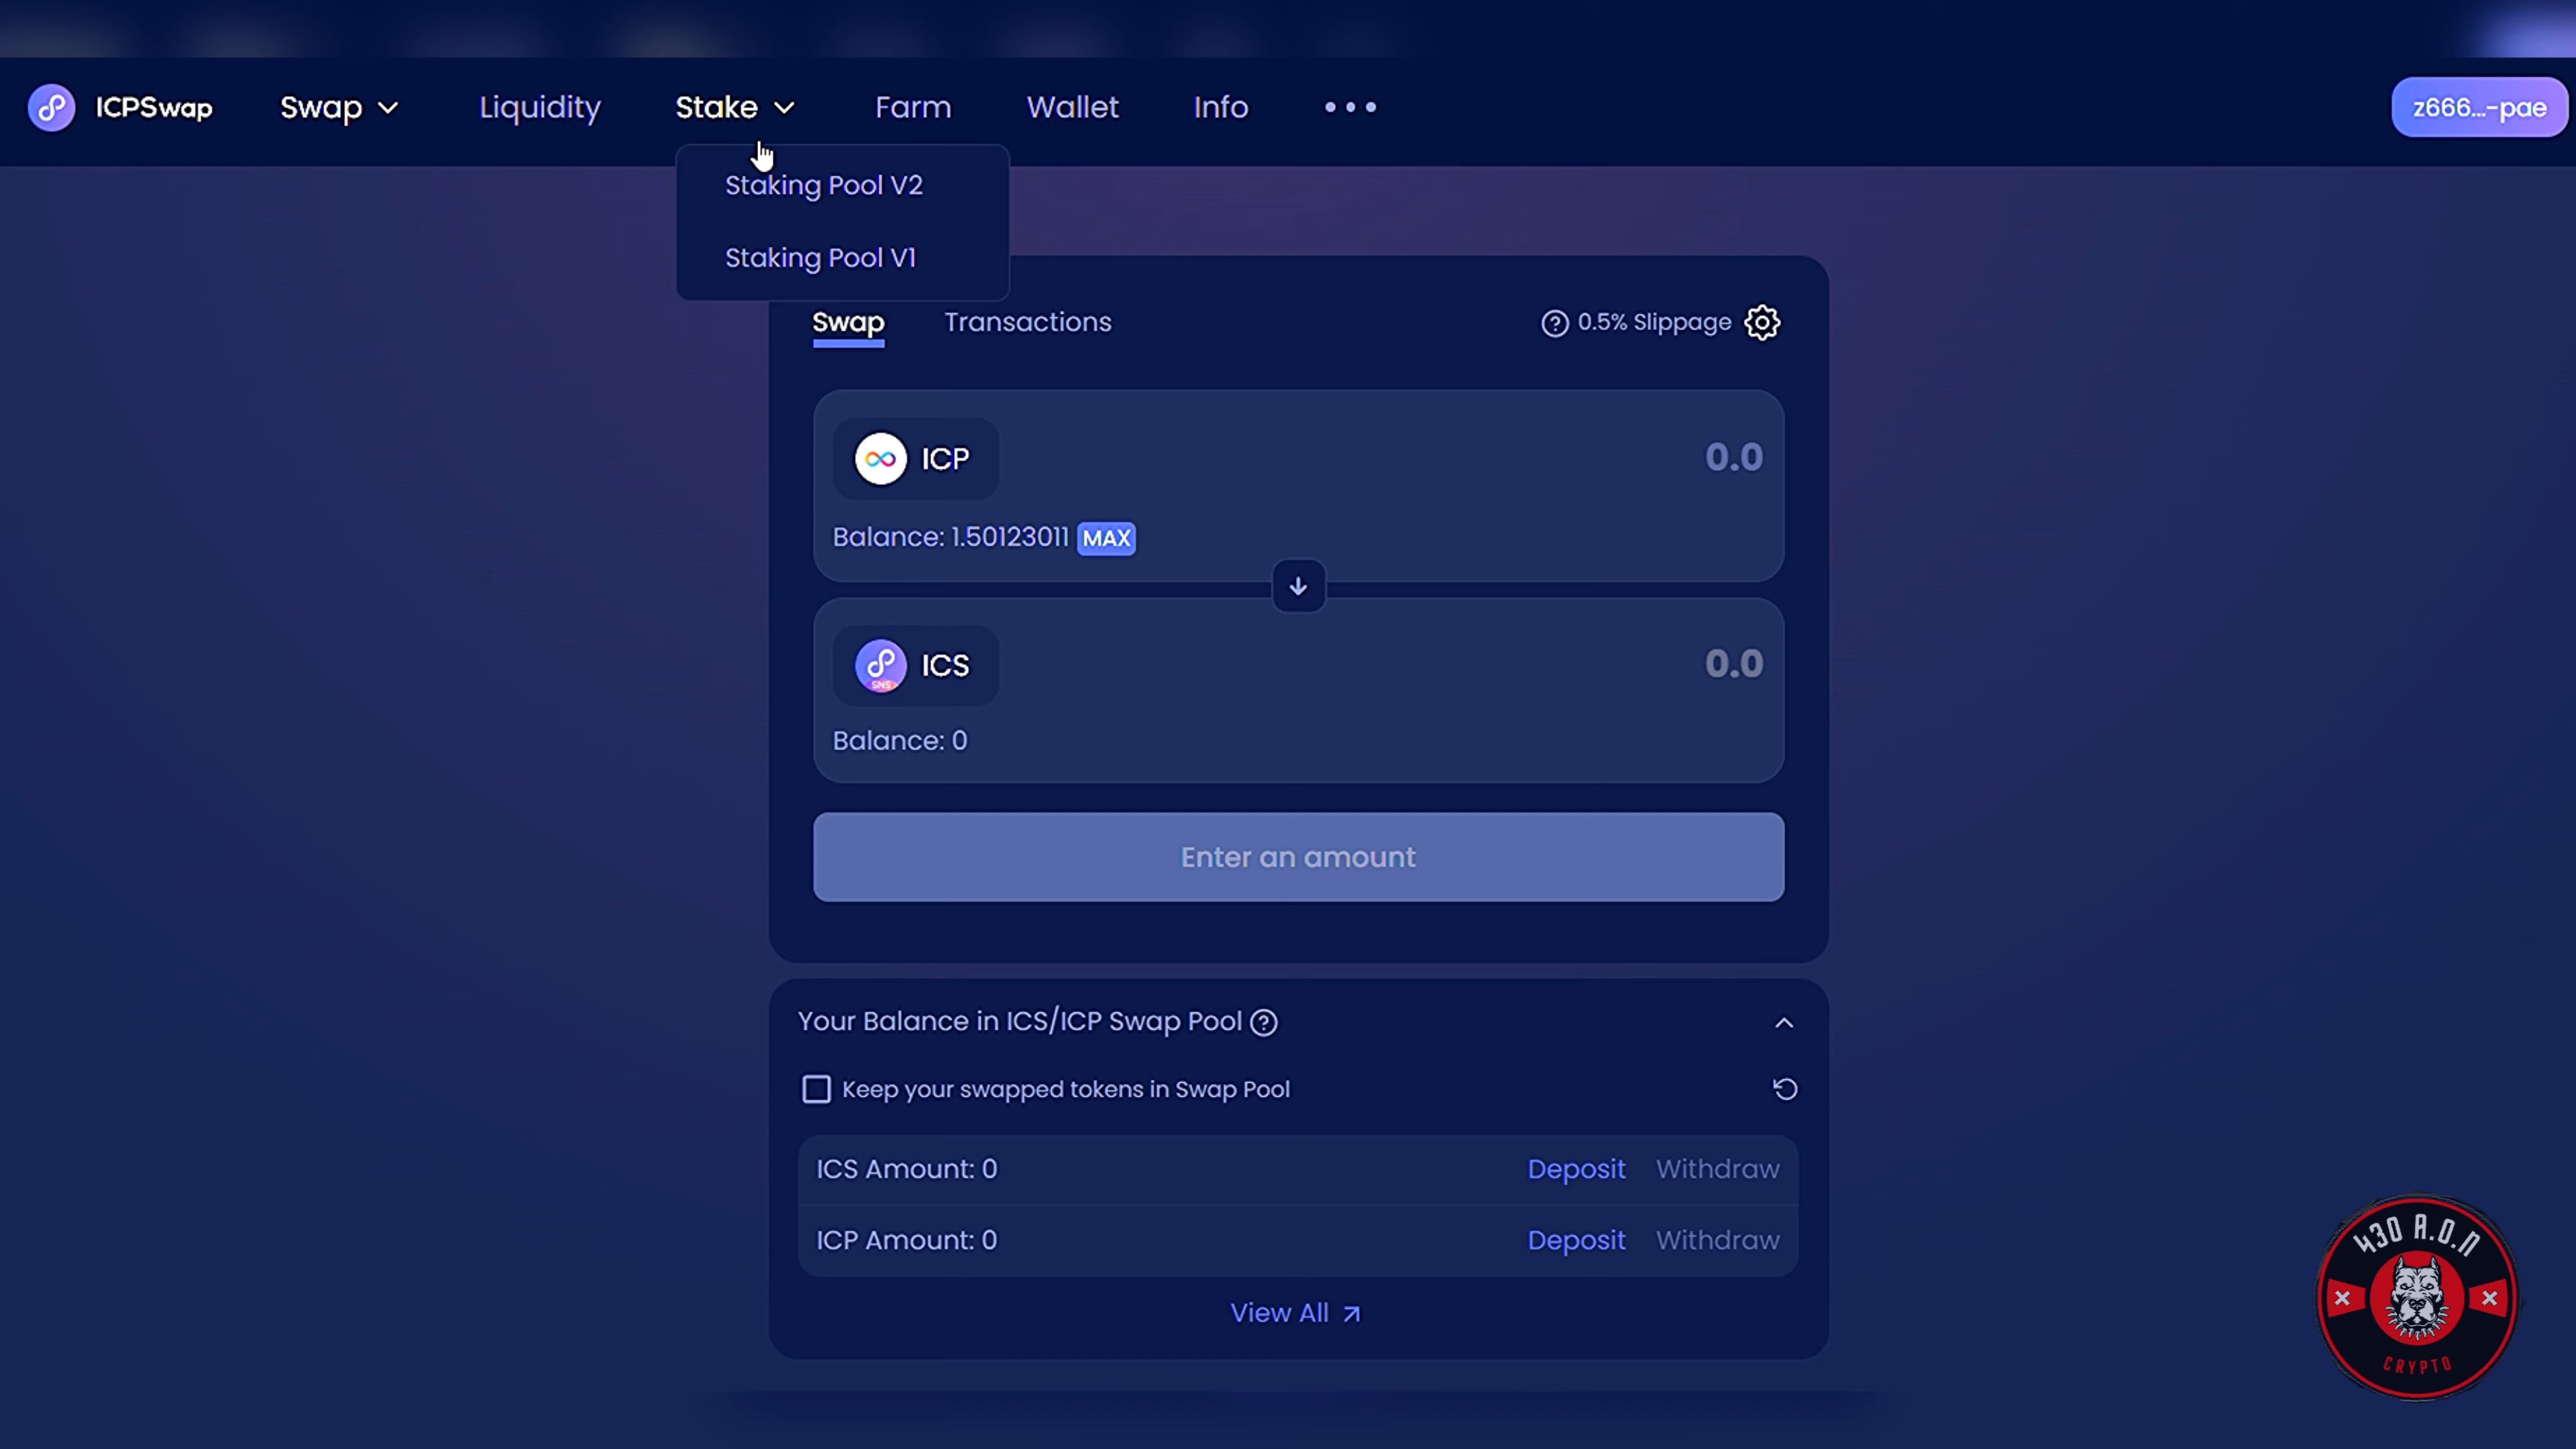 ICPSwap Swap Liquidity Stake Farm Wallet Info z666...-pae
Staking Pool V2
Staking Pool V1
Swap Transactions 0.5% Slippage
ICP 0.0
Balance: 1.50123011 MAX
ICS 0.0
SNS
Balance: 0
Enter an amount
Your Balance in ICS/ICP Swap Pool
Keep your swapped tokens in Swap Pool
ICS Amount: 0 Deposit Withdraw
ICP Amount: 0 Deposit Withdraw
View All
430 A.O.N
CRYPTO